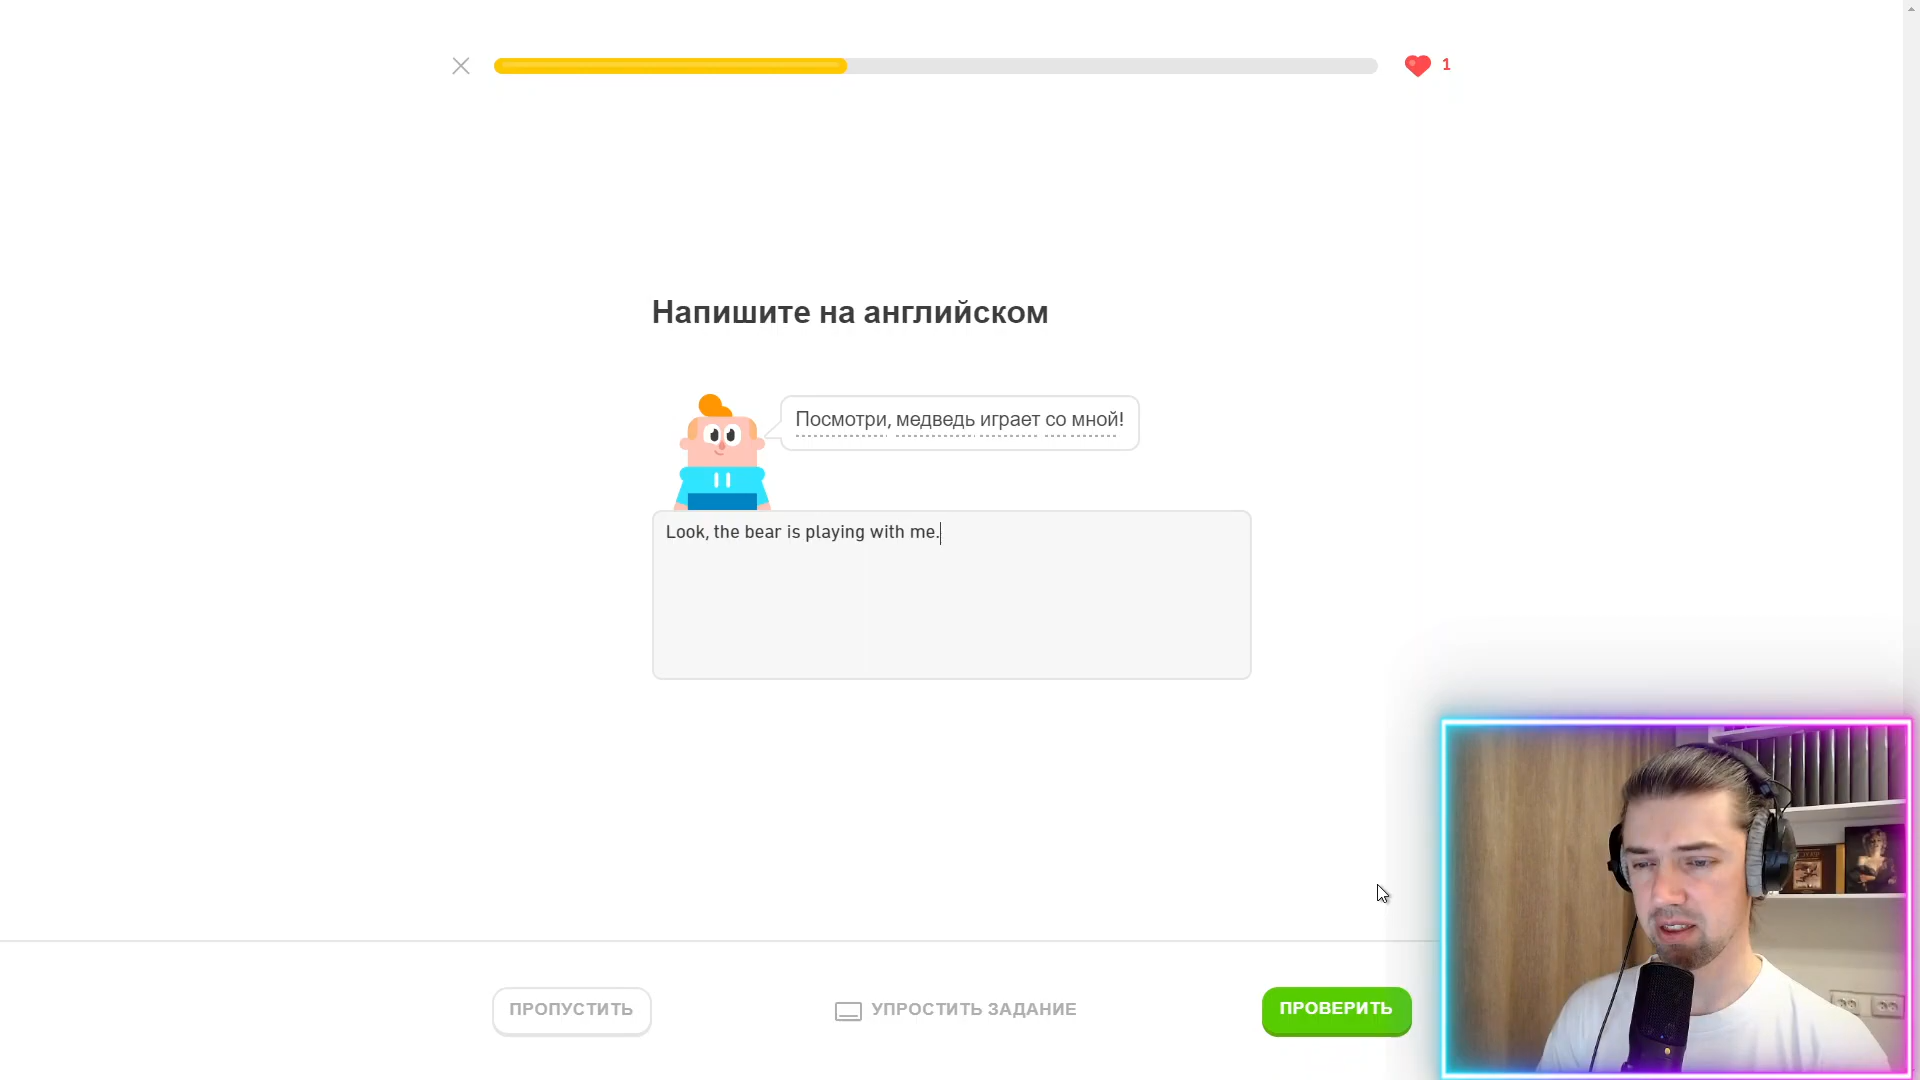 1
Напишите на английском
Посмотри, медведь играет со мной!
Look, the bear is playing with me.
ПРОПУСТИТЬ
УПРОСТИТЬ ЗАДАНИЕ
ПРОВЕРИТЬ